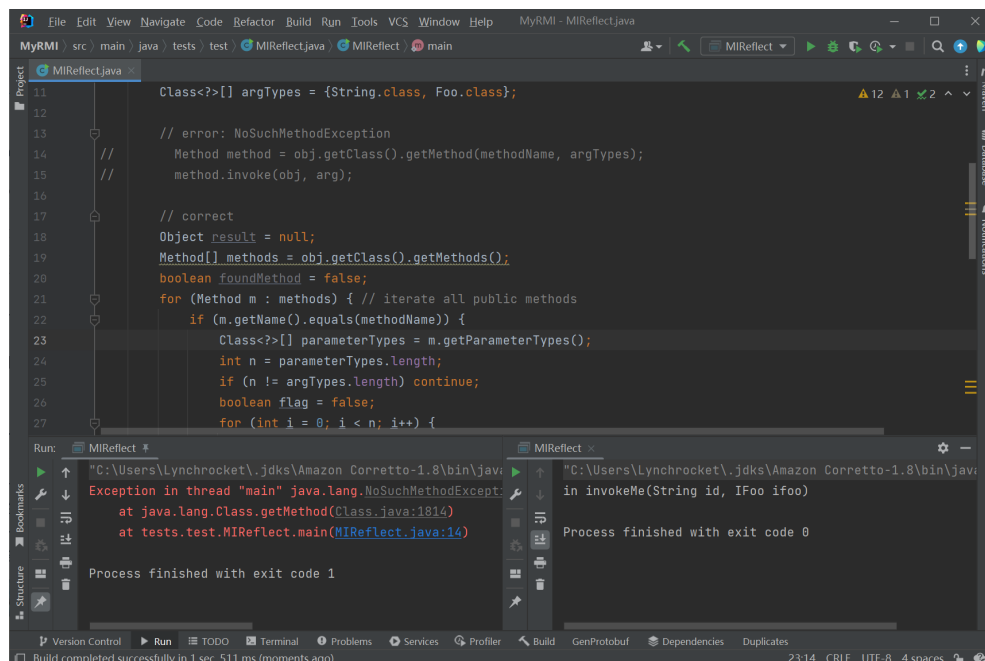 File Edit View Navigate Code Refactor Build Run Tools VCS Window Help MyRMI - MIReflect.java
MyRMI src main java tests test MIReflect.java MIReflect main MIReflect
Project MIReflect.java
11 Class<?>[] argTypes = {String.class, Foo.class}; 12 1 2
12
13 // error: NoSuchMethodException
14 // Method method = obj.getClass().getMethod(methodName, argTypes);
15 // method.invoke(obj, arg);
16
17 // correct
18 Object result = null;
19 Method[] methods = obj.getClass().getMethods();
20 boolean foundMethod = false;
21 for (Method m : methods) { // iterate all public methods
22 if (m.getName().equals(methodName)) {
23 Class<?>[] parameterTypes = m.getParameterTypes();
24 int n = parameterTypes.length;
25 if (n != argTypes.length) continue;
26 boolean flag = false;
27 for (int i = 0; i < n; i++) {
Notifications
Run: MIReflect
"C:\Users\Lynchrocket\.jdks\Amazon Corretto-1.8\bin\java
Exception in thread "main" java.lang.NoSuchMethodExcepti
at java.lang.Class.getMethod(Class.java:1814)
at tests.test.MIReflect.main(MIReflect.java:14)
Process finished with exit code 1
MIReflect
"C:\Users\Lynchrocket\.jdks\Amazon Corretto-1.8\bin\java
in invokeMe(String id, IFoo ifoo)
Process finished with exit code 0
Bookmarks
Structure
Version Control Run TODO Terminal Problems Services Profiler Build GenProtobuf Dependencies Duplicates
Build completed successfully in 1 sec, 511 ms (moments ago) 23:14 CRLF UTF-8 4 spaces